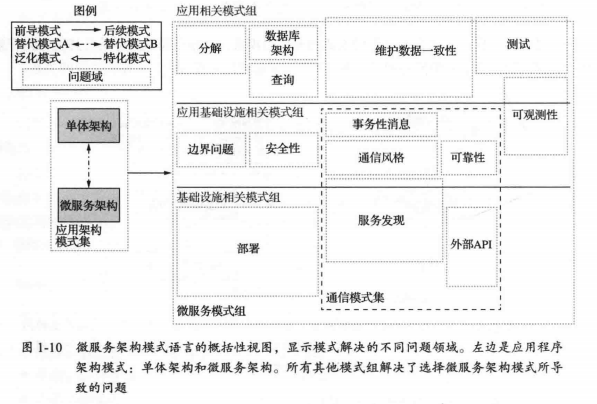 图例
前导模式 后续模式
替代模式A 替代模式B
泛化模式 特化模式
问题域
单体架构
微服务架构
应用架构
模式集
应用相关模式组
分解
数据库
架构
查询
维护数据一致性
测试
可观测性
应用基础设施相关模式组
边界问题
安全性
事务性消息
通信风格
可靠性
基础设施相关模式组
部署
服务发现
外部API
通信模式集
微服务模式组
图 1-10 微服务架构模式语言的概括性视图，显示模式解决的不同问题领域。左边是应用程序
架构模式：单体架构和微服务架构。所有其他模式组解决了选择微服务架构模式所导
致的问题